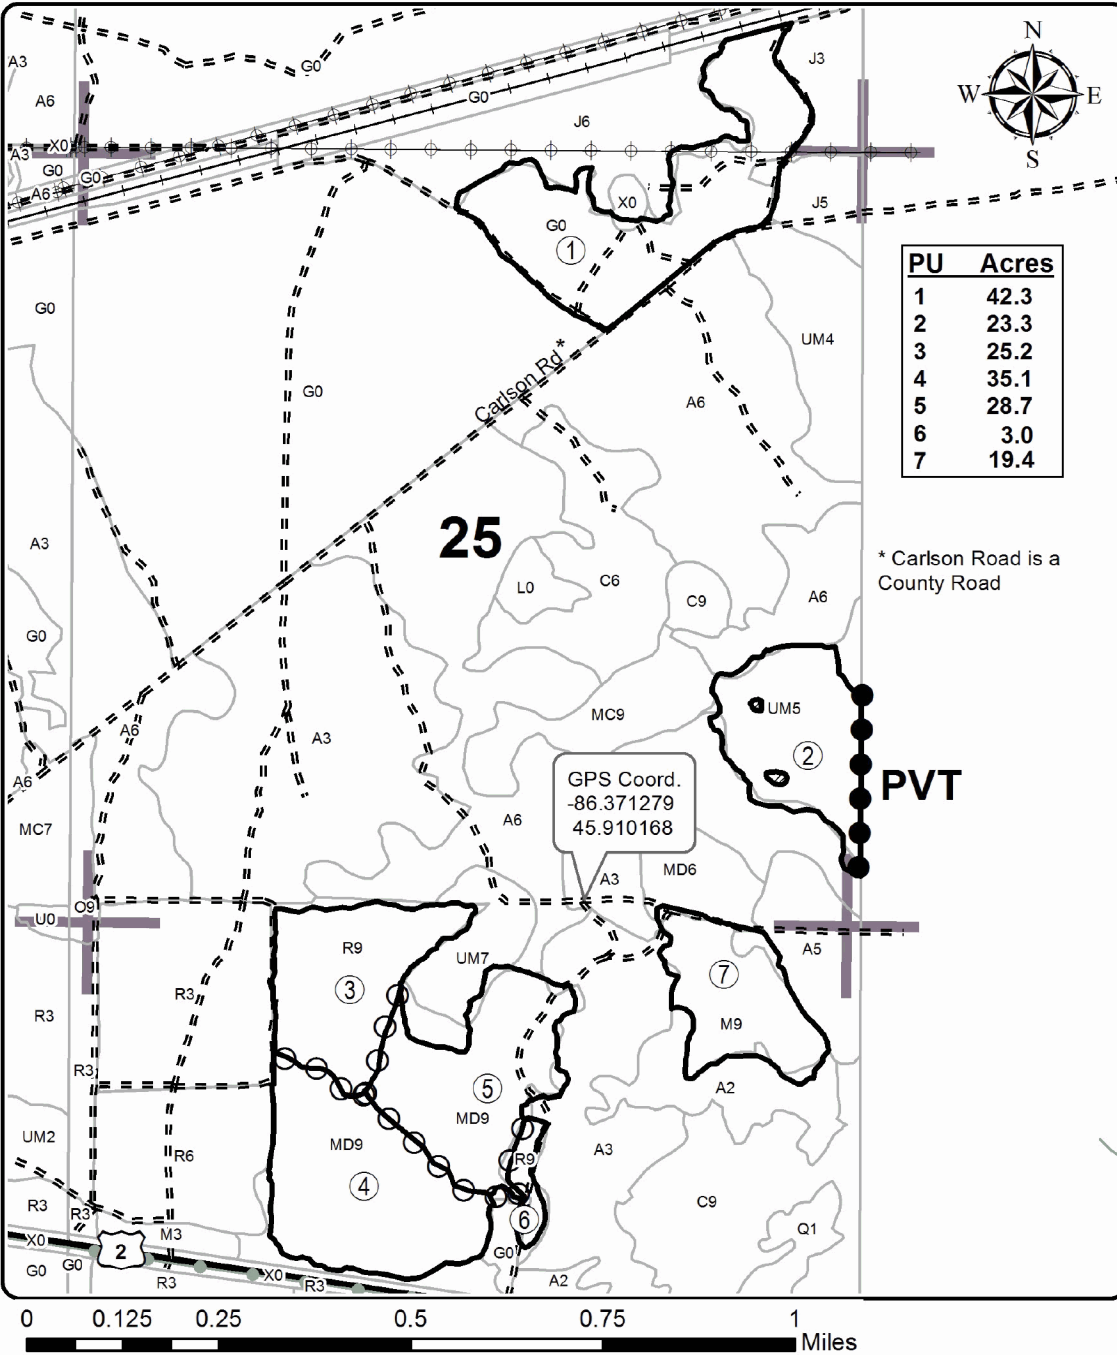 N
W E
S
A3
G0
J3
A6
G0
J6
X0
A3
G0
G0
A6
X0
J5
G0
1
PU Acres
1 42.3
2 23.3
3 25.2
4 35.1
5 28.7
6 3.0
7 19.4
G0
UM4
Carlson Rd *
G0
A6
25
* Carlson Road is a
County Road
A3
L0
C6
C9
A6
G0
UM5
MC9
A6
A3
2
PVT
GPS Coord.
-86.371279
45.910168
A6
MC7
A6
A3
MD6
O9
U0
R9
UM7
A5
7
3
R3
R3
M9
R3
5
A2
MD9
UM2
MD9
R6
A3
R9
4
R3
R3
C9
6
Q1
M3
X0
2
G0
G0
G0
X0
R3
R3
A2
0 0.125 0.25 0.5 0.75 1
Miles